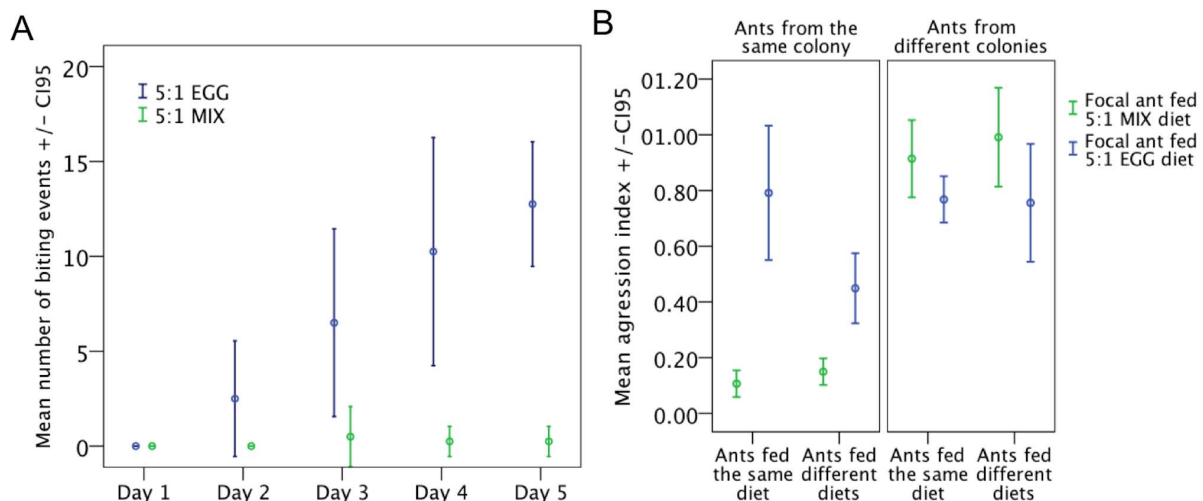 A
Mean number of biting events +/- CI95
20
15
10
5
0
5:1 EGG
5:1 MIX
Day 1 Day 2 Day 3 Day 4 Day 5
B
Ants from the
same colony
Ants from
different colonies
Mean agression index +/-CI95
01.20
01.00
0.80
0.60
0.40
0.20
0.00
Ants fed
the same
diet
Ants fed
different
diets
Ants fed
the same
diet
Ants fed
different
diets
Focal ant fed
5:1 MIX diet
Focal ant fed
5:1 EGG diet